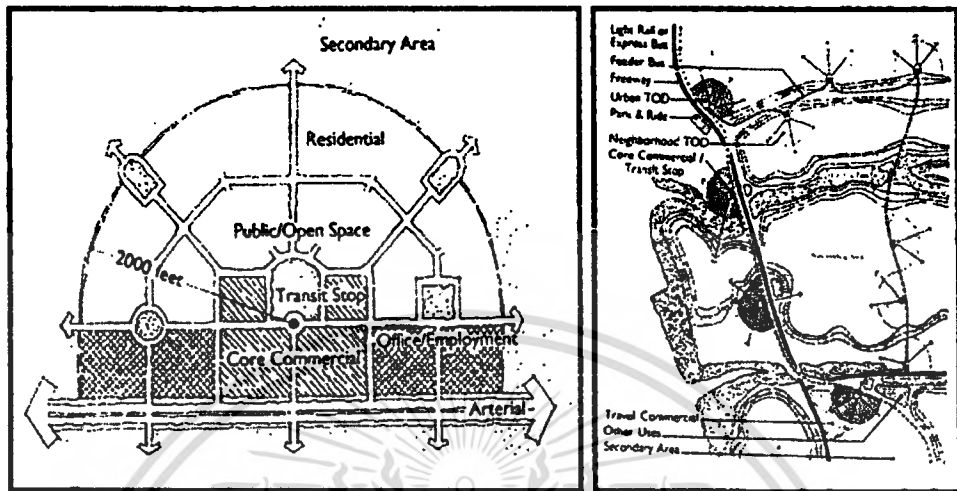 Secondary Area
Residential
Public/Open Space
2000 feet
Transit Stop
Office/Employment
Core Commercial
Arterial
Light Rail or
Express Bus
Feeder Bus
Freeway
Urban TOD
Park & Ride
Neighborhood TOD
Core Commercial /
Transit Stop
Travel Commercial
Other Uses
Secondary Area